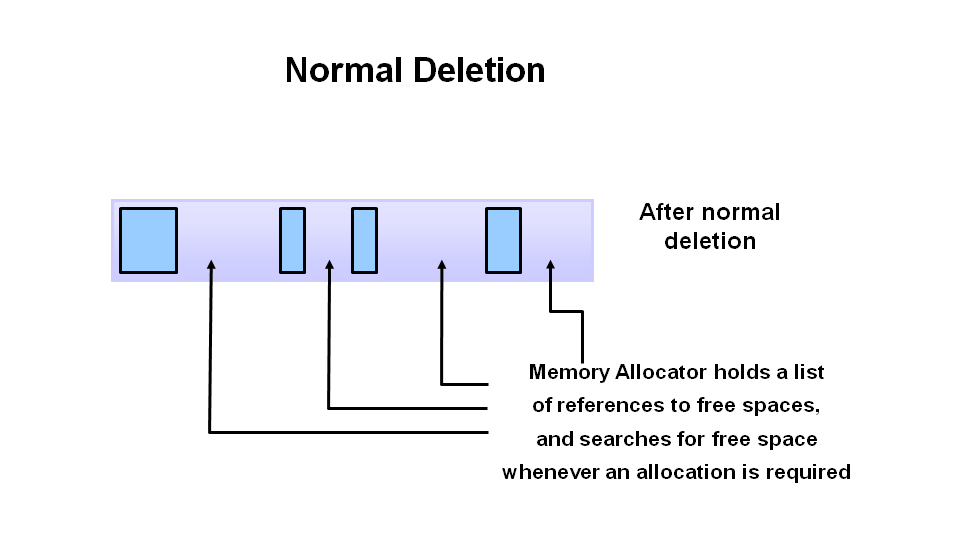 Normal Deletion
After normal
deletion
Memory Allocator holds a list
of references to free spaces,
and searches for free space
whenever an allocation is required